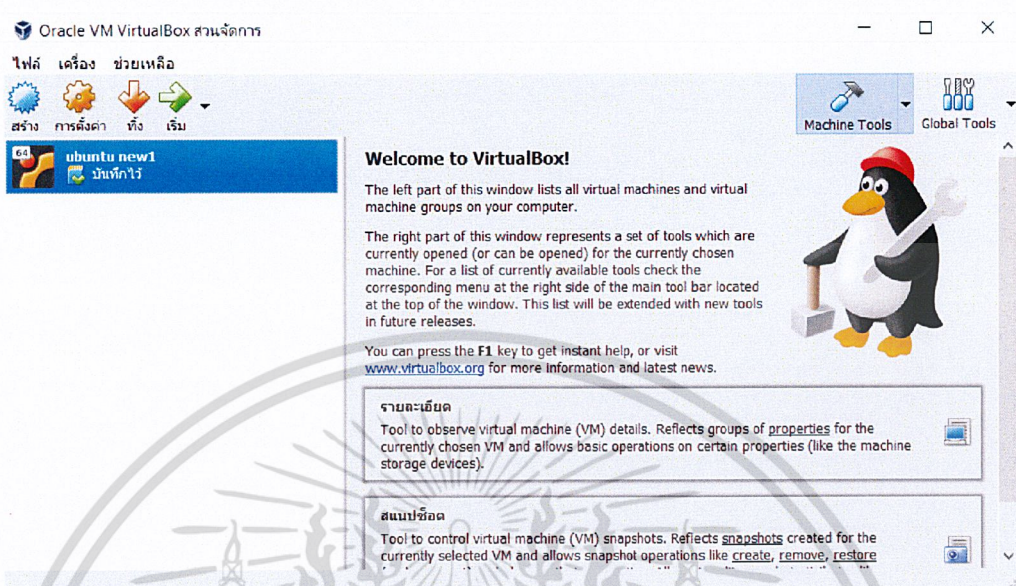 Oracle VM VirtualBox สวนจัดการ
ไฟล์ เครื่อง ช่วยเหลือ
สร้าง การตั้งค่า ทิ้ง เริ่ม
Machine Tools Global Tools
64 ubuntu new1
บันทึกไว้
Welcome to VirtualBox!
The left part of this window lists all virtual machines and virtual
machine groups on your computer.
The right part of this window represents a set of tools which are
currently opened (or can be opened) for the currently chosen
machine. For a list of currently available tools check the
corresponding menu at the right side of the main tool bar located
at the top of the window. This list will be extended with new tools
in future releases.
You can press the F1 key to get instant help, or visit
www.virtualbox.org for more information and latest news.
รายละเอียด
Tool to observe virtual machine (VM) details. Reflects groups of properties for the
currently chosen VM and allows basic operations on certain properties (like the machine
storage devices).
สแนปช็อต
Tool to control virtual machine (VM) snapshots. Reflects snapshots created for the
currently selected VM and allows snapshot operations like create, remove, restore